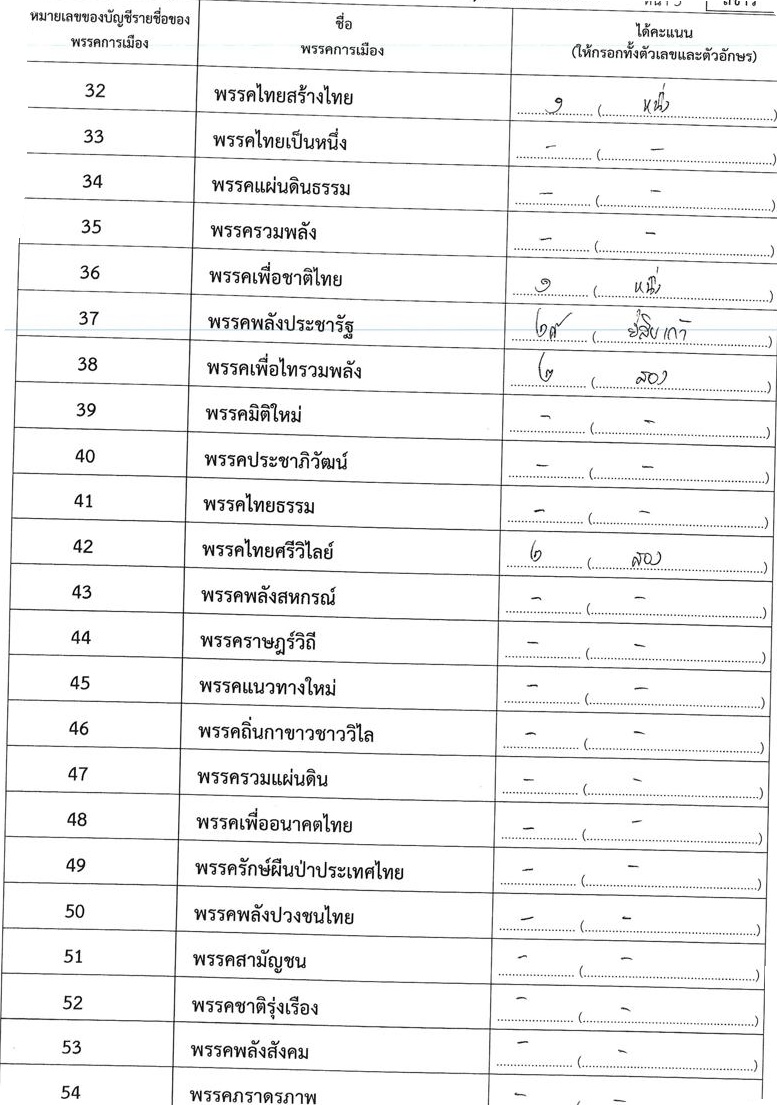 หมายเลขของบัญชีรายชื่อของ
พรรคการเมือง
ชื่อ
พรรคการเมือง
ได้คะแนน
(ให้กรอกทั้งตัวเลขและตัวอักษร)
32 พรรคไทยสร้างไทย ๑ (หนึ่ง)
33 พรรคไทยเป็นหนึ่ง - (-)
34 พรรคแผ่นดินธรรม - (-)
35 พรรครวมพลัง - (-)
36 พรรคเพื่อชาติไทย ๑ (หนึ่ง)
37 พรรคพลังประชารัฐ ๒๙ (ยี่สิบเก้า)
38 พรรคเพื่อไทรวมพลัง ๒ (สอง)
39 พรรคมิติใหม่ - (-)
40 พรรคประชาภิวัฒน์ - (-)
41 พรรคไทยธรรม - (-)
42 พรรคไทยศรีวิไลย์ ๒ (สอง)
43 พรรคพลังสหกรณ์ - (-)
44 พรรคราษฎร์วิถี - (-)
45 พรรคแนวทางใหม่ - (-)
46 พรรคถิ่นกาขาวชาววิไล - (-)
47 พรรครวมแผ่นดิน - (-)
48 พรรคเพื่ออนาคตไทย - (-)
49 พรรครักษ์ผืนป่าประเทศไทย - (-)
50 พรรคพลังปวงชนไทย - (-)
51 พรรคสามัญชน - (-)
52 พรรคชาติรุ่งเรือง - (-)
53 พรรคพลังสังคม - (-)
54 พรรคภราดรภาพ - (-